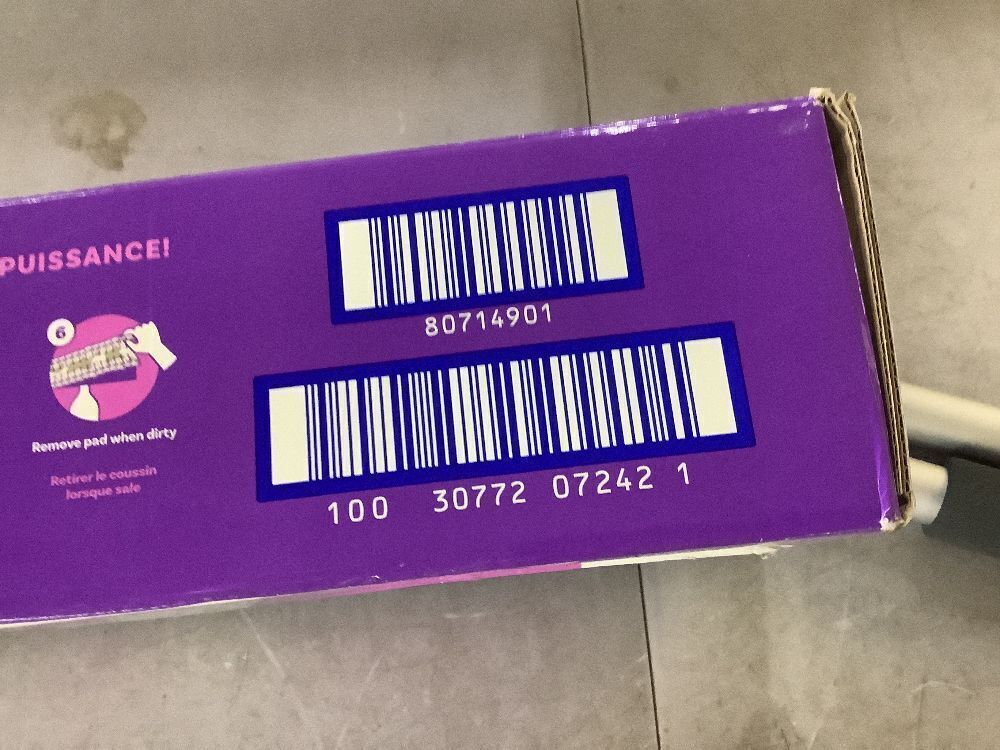 PUISSANCE!
6
Remove pad when dirty
Retirer le coussin
lorsque sale
80714901
100 30772 07242 1